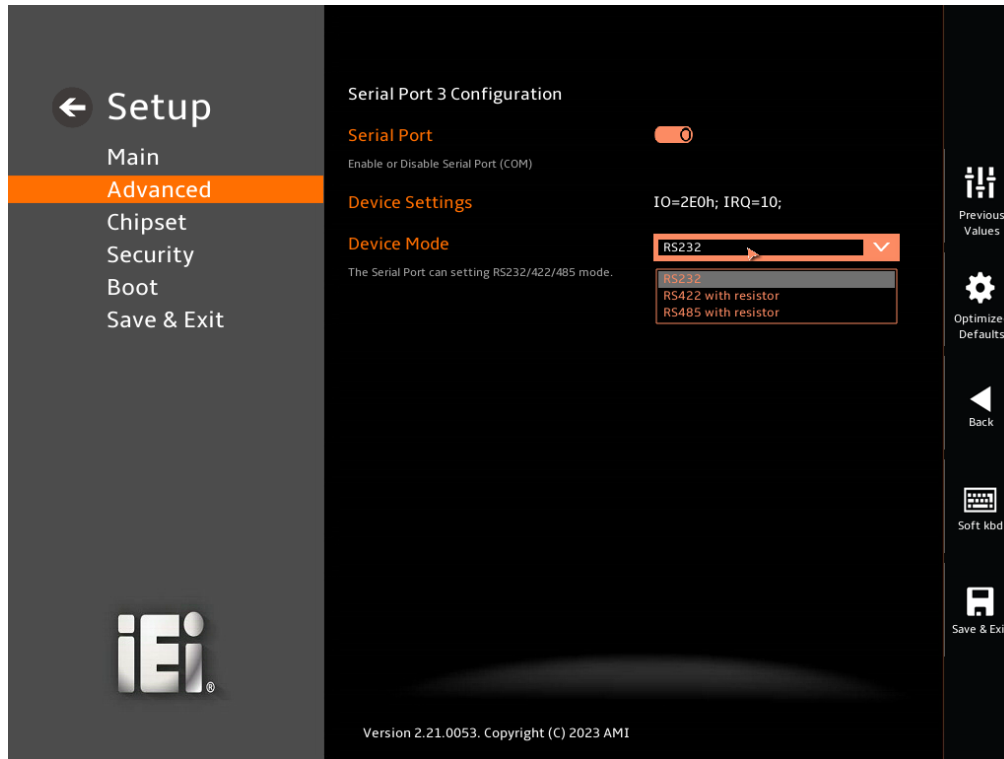 Setup
Main
Advanced
Chipset
Security
Boot
Save & Exit
iEi®
Serial Port 3 Configuration
Serial Port
Enable or Disable Serial Port (COM)
Device Settings IO=2E0h; IRQ=10;
Device Mode RS232
The Serial Port can setting RS232/422/485 mode.
RS232
RS422 with resistor
RS485 with resistor
Version 2.21.0053. Copyright (C) 2023 AMI
Previous
Values
Optimize
Defaults
Back
Soft kbd
Save & Exi